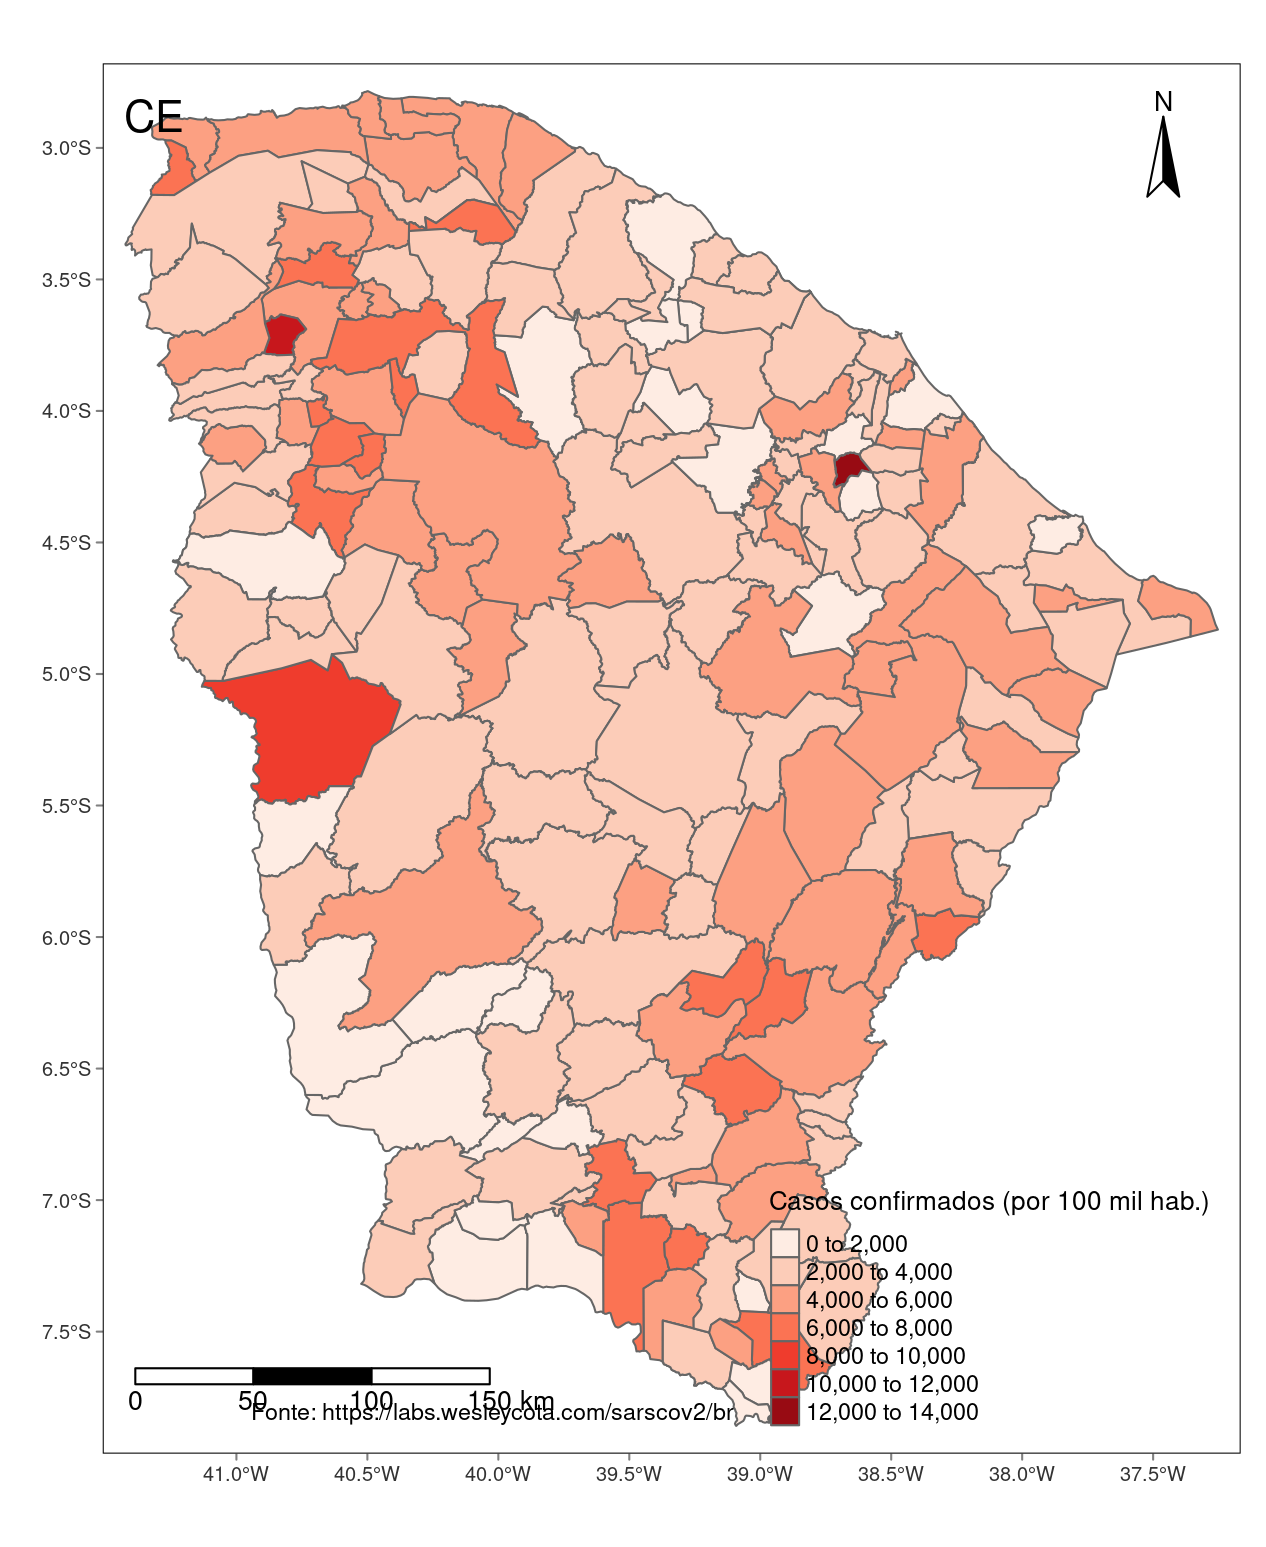 CE
N
3.0°S
3.5°S
4.0°S
4.5°S
5.0°S
5.5°S
6.0°S
6.5°S
7.0°S
7.5°S
Casos confirmados (por 100 mil hab.)
0 to 2,000
2,000 to 4,000
4,000 to 6,000
6,000 to 8,000
8,000 to 10,000
10,000 to 12,000
12,000 to 14,000
0 50 100 150 km
Fonte: https://labs.wesleycota.com/sarscov2/br
41.0°W 40.5°W 40.0°W 39.5°W 39.0°W 38.5°W 38.0°W 37.5°W